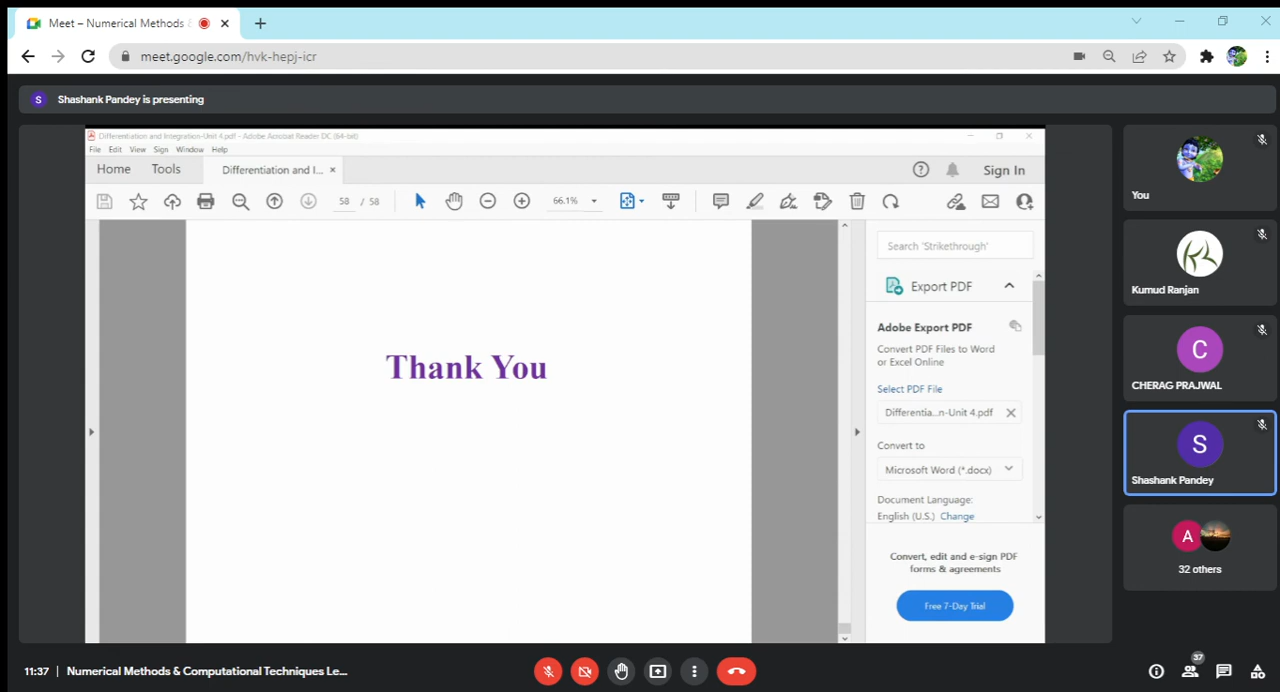 Meet – Numerical Methods &
meet.google.com/hvk-hepj-icr
S
Shashank Pandey is presenting
Differentiation and Integration-Unit 4.pdf - Adobe Acrobat Reader DC (64-bit)
File Edit View Sign Window Help
Home Tools Differentiation and I... × Sign In
58 / 58 66.1%
Search 'Strikethrough'
Export PDF
Adobe Export PDF
Convert PDF Files to Word
or Excel Online
Select PDF File
Differentia...n-Unit 4.pdf
Convert to
Microsoft Word (*.docx)
Document Language:
English (U.S.) Change
Convert, edit and e-sign PDF
forms & agreements
Free 7-Day Trial
Thank You
You
Kumud Ranjan
C
CHERAG PRAJWAL
S
Shashank Pandey
A
32 others
11:37 | Numerical Methods & Computational Techniques Le...
37